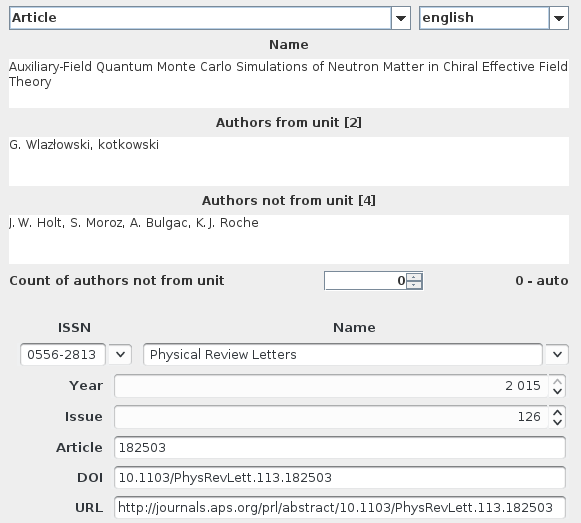 Article english
Name
Auxiliary-Field Quantum Monte Carlo Simulations of Neutron Matter in Chiral Effective Field
Theory
Authors from unit [2]
G. Wlazłowski, kotkowski
Authors not from unit [4]
J. W. Holt, S. Moroz, A. Bulgac, K. J. Roche
Count of authors not from unit 0 0 - auto
ISSN Name
0556-2813 Physical Review Letters
Year 2 015
Issue 126
Article 182503
DOI 10.1103/PhysRevLett.113.182503
URL http://journals.aps.org/prl/abstract/10.1103/PhysRevLett.113.182503